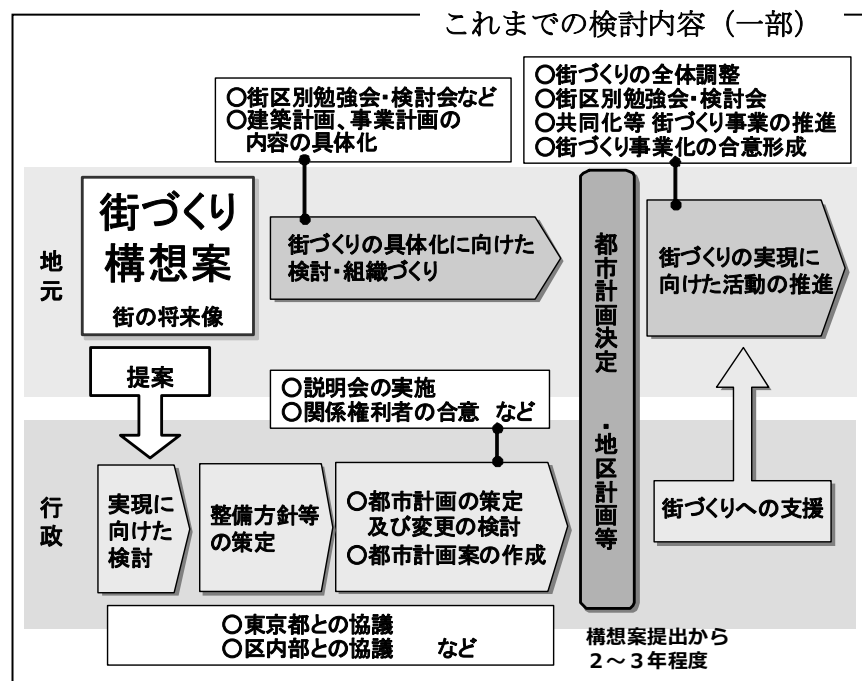 これまでの検討内容（一部）
○街区別勉強会・検討会など
○建築計画、事業計画の
内容の具体化
○街づくりの全体調整
○街区別勉強会・検討会
○共同化等 街づくり事業の推進
○街づくり事業化の合意形成
地元
街づくり
構想案
街の将来像
街づくりの具体化に向けた
検討・組織づくり
都市計画決定 ・地区計画等
街づくりの実現に
向けた活動の推進
提案
○説明会の実施
○関係権利者の合意 など
行政
実現に
向けた
検討
整備方針等
の策定
○都市計画の策定
及び変更の検討
○都市計画案の作成
街づくりへの支援
○東京都との協議
○区内部との協議 など
構想案提出から
２～３年程度